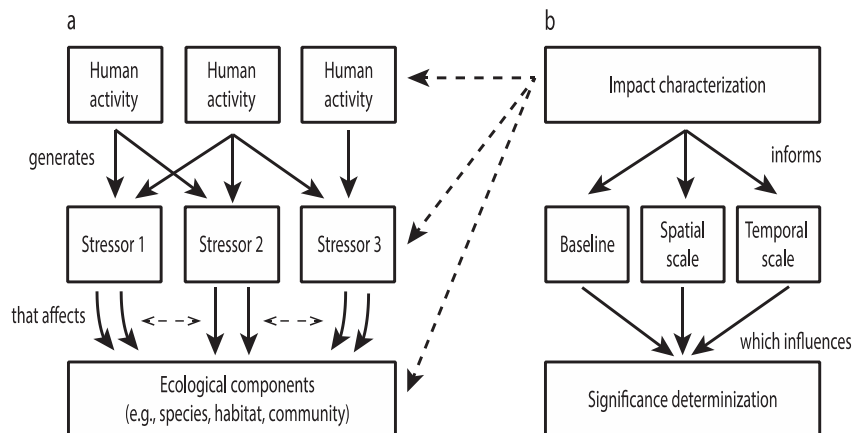 a
Human
activity
Human
activity
Human
activity
generates
Stressor 1
Stressor 2
Stressor 3
that affects
Ecological components
(e.g., species, habitat, community)
b
Impact characterization
informs
Baseline
Spatial
scale
Temporal
scale
which influences
Significance determinization